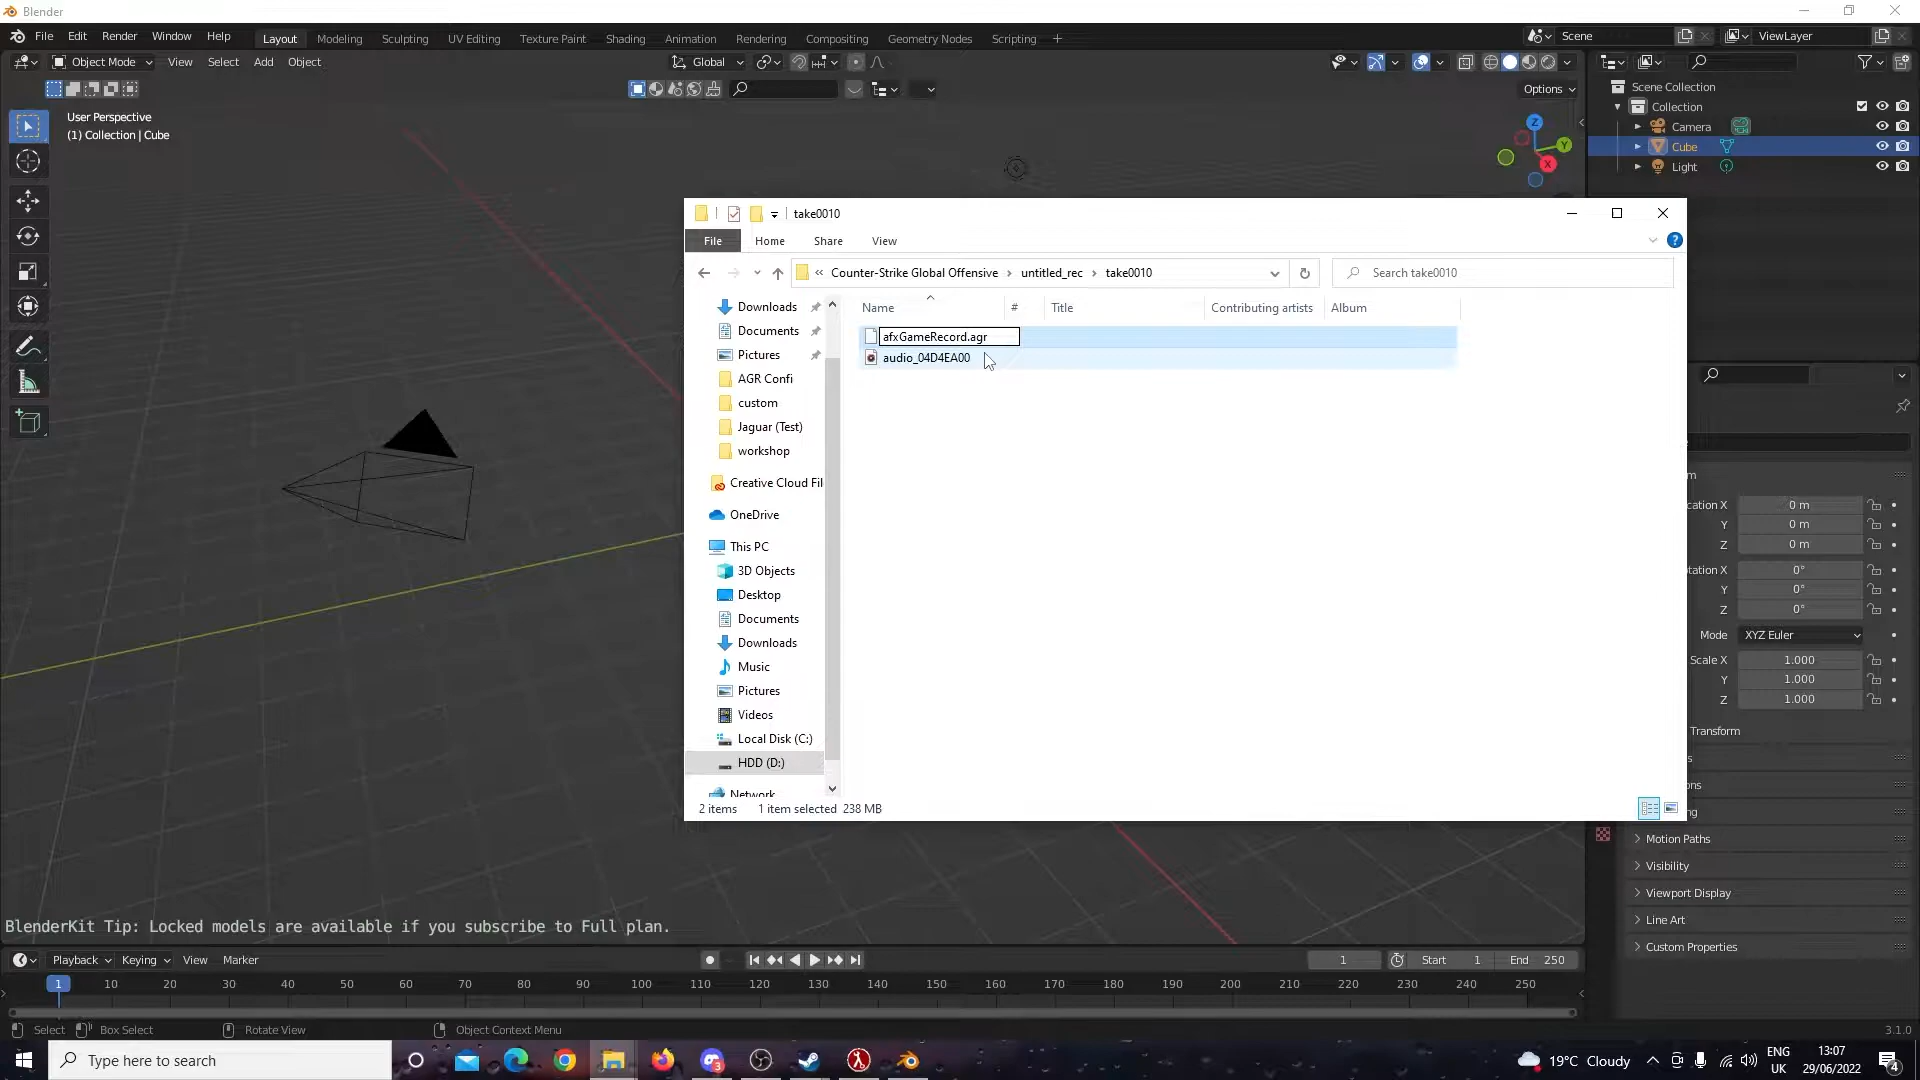 Blender
File Edit Render Window Help
Layout Modeling Sculpting UV Editing Texture Paint Shading Animation Rendering Compositing Geometry Nodes Scripting +
Scene
ViewLayer
Object Mode View Select Add Object
Global
Options
User Perspective
(1) Collection | Cube
Z
Y
X
Scene Collection
Collection
Camera
Cube
Light
take0010
File Home Share View
« Counter-Strike Global Offensive › untitled_rec › take0010
Search take0010
Name # Title Contributing artists Album
afxGameRecord.agr
audio_04D4EA00
Downloads
Documents
Pictures
AGR Confi
custom
Jaguar (Test)
workshop
Creative Cloud Fil
OneDrive
This PC
3D Objects
Desktop
Documents
Downloads
Music
Pictures
Videos
Local Disk (C:)
HDD (D:)
Network
2 items 1 item selected 238 MB
cation X 0 m
Y 0 m
Z 0 m
tation X 0°
Y 0°
Z 0°
Mode XYZ Euler
Scale X 1.000
Y 1.000
Z 1.000
Transform
Motion Paths
Visibility
Viewport Display
Line Art
Custom Properties
BlenderKit Tip: Locked models are available if you subscribe to Full plan.
Playback Keying View Marker
1 Start 1 End 250
1 10 20 30 40 50 60 70 80 90 100 110 120 130 140 150 160 170 180 190 200 210 220 230 240 250
Select Box Select Rotate View Object Context Menu
3.1.0
Type here to search
3
19°C Cloudy
ENG
UK
13:07
29/06/2022
4